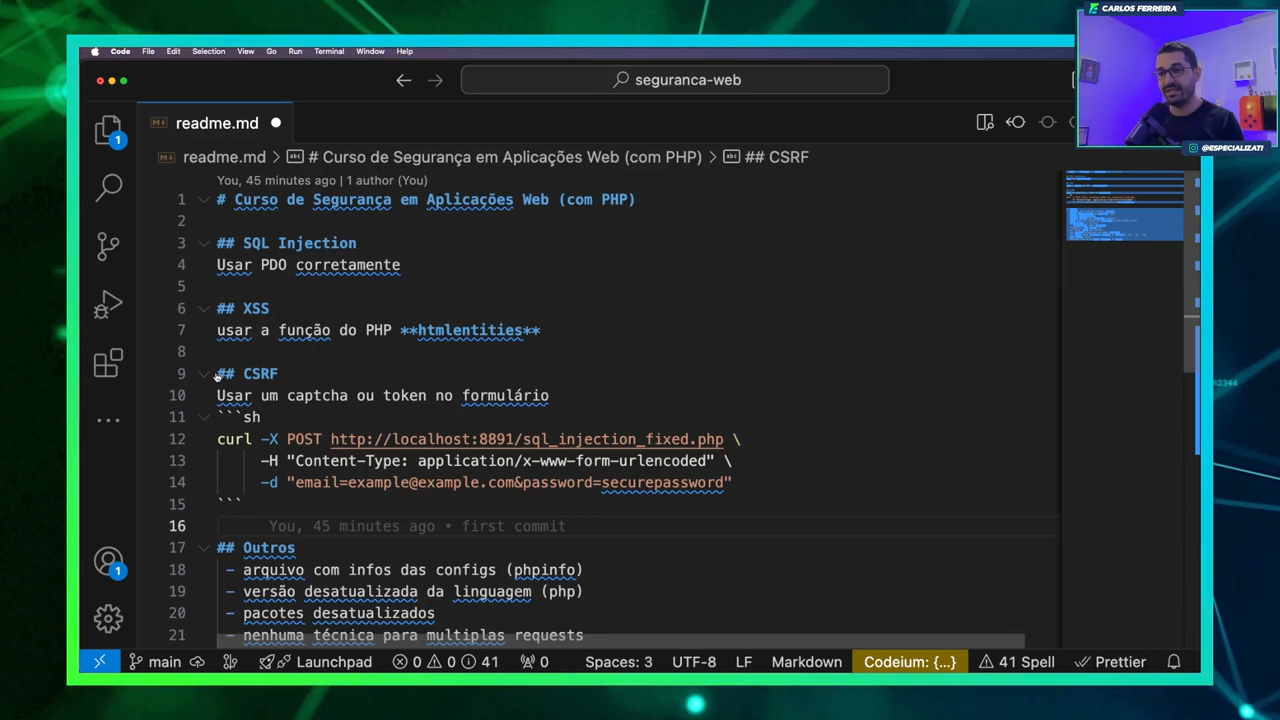 CARLOS FERREIRA
Code File Edit Selection View Go Run Terminal Window Help
seguranca-web
readme.md
@ESPECIALIZATI
readme.md > # Curso de Segurança em Aplicações Web (com PHP) > ## CSRF
You, 45 minutes ago | 1 author (You)
1 # Curso de Segurança em Aplicações Web (com PHP)
2
3 ## SQL Injection
4 Usar PDO corretamente
5
6 ## XSS
7 usar a função do PHP **htmlentities**
8
9 ## CSRF
10 Usar um captcha ou token no formulário
11 ```sh
12 curl -X POST http://localhost:8891/sql_injection_fixed.php \
13 -H "Content-Type: application/x-www-form-urlencoded" \
14 -d "email=example@example.com&password=securepassword"
15 ```
16 You, 45 minutes ago • first commit
17 ## Outros
18 - arquivo com infos das configs (phpinfo)
19 - versão desatualizada da linguagem (php)
20 - pacotes desatualizados
21 - nenhuma técnica para multiplas requests
main Launchpad 0 0 41 0 Spaces: 3 UTF-8 LF Markdown Codeium: {...} 41 Spell Prettier